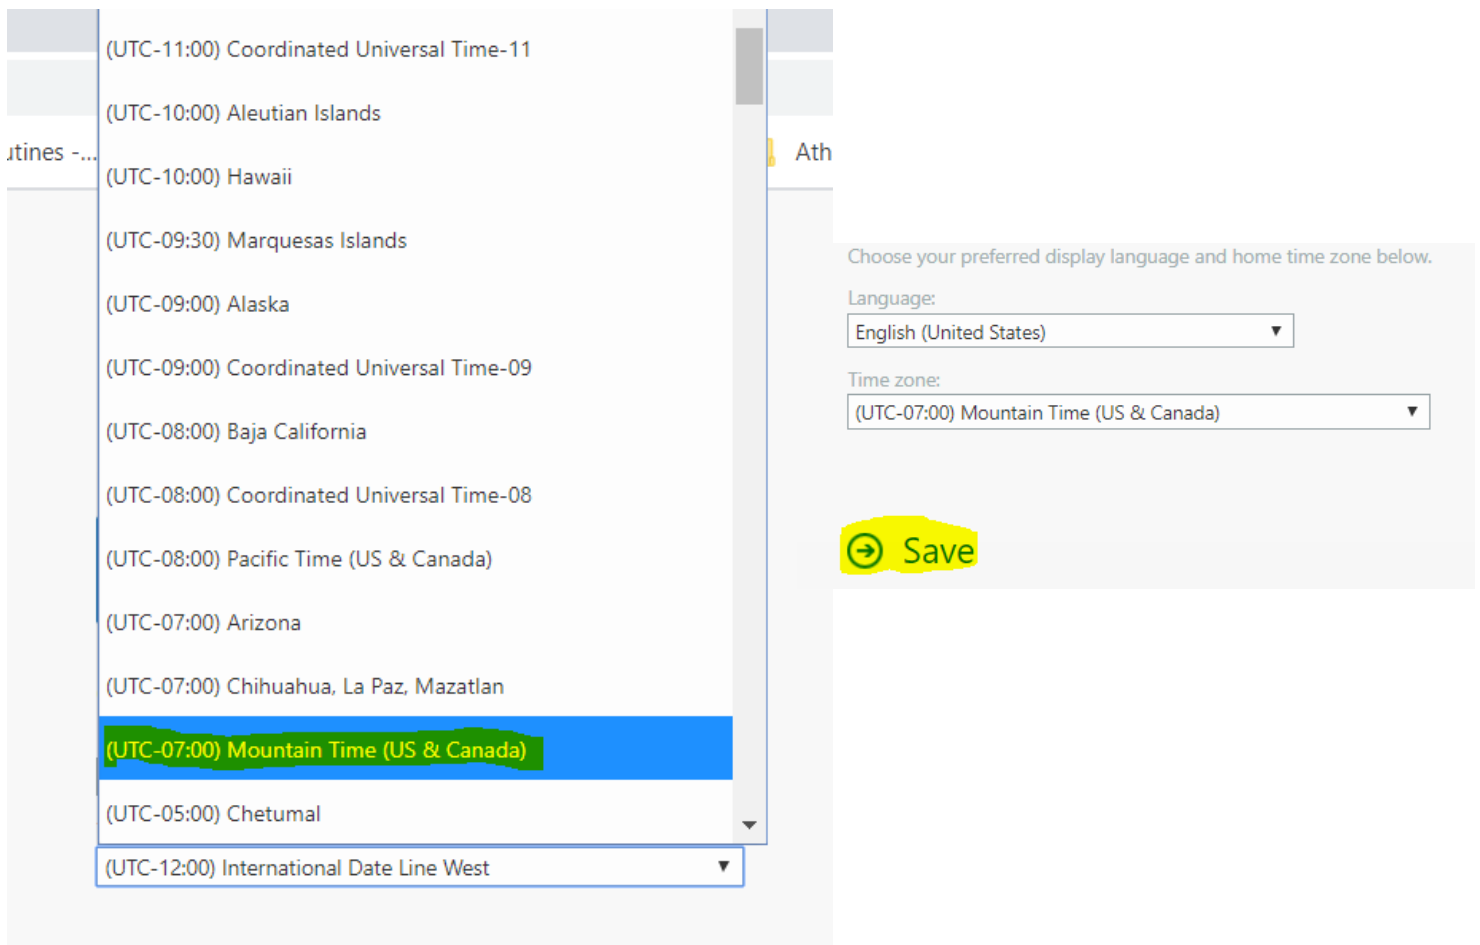 (UTC-11:00) Coordinated Universal Time-11
(UTC-10:00) Aleutian Islands
utines -...
Ath
(UTC-10:00) Hawaii
(UTC-09:30) Marquesas Islands
(UTC-09:00) Alaska
(UTC-09:00) Coordinated Universal Time-09
(UTC-08:00) Baja California
(UTC-08:00) Coordinated Universal Time-08
(UTC-08:00) Pacific Time (US & Canada)
(UTC-07:00) Arizona
(UTC-07:00) Chihuahua, La Paz, Mazatlan
(UTC-07:00) Mountain Time (US & Canada)
(UTC-05:00) Chetumal
(UTC-12:00) International Date Line West
Choose your preferred display language and home time zone below.
Language:
English (United States)
Time zone:
(UTC-07:00) Mountain Time (US & Canada)
Save